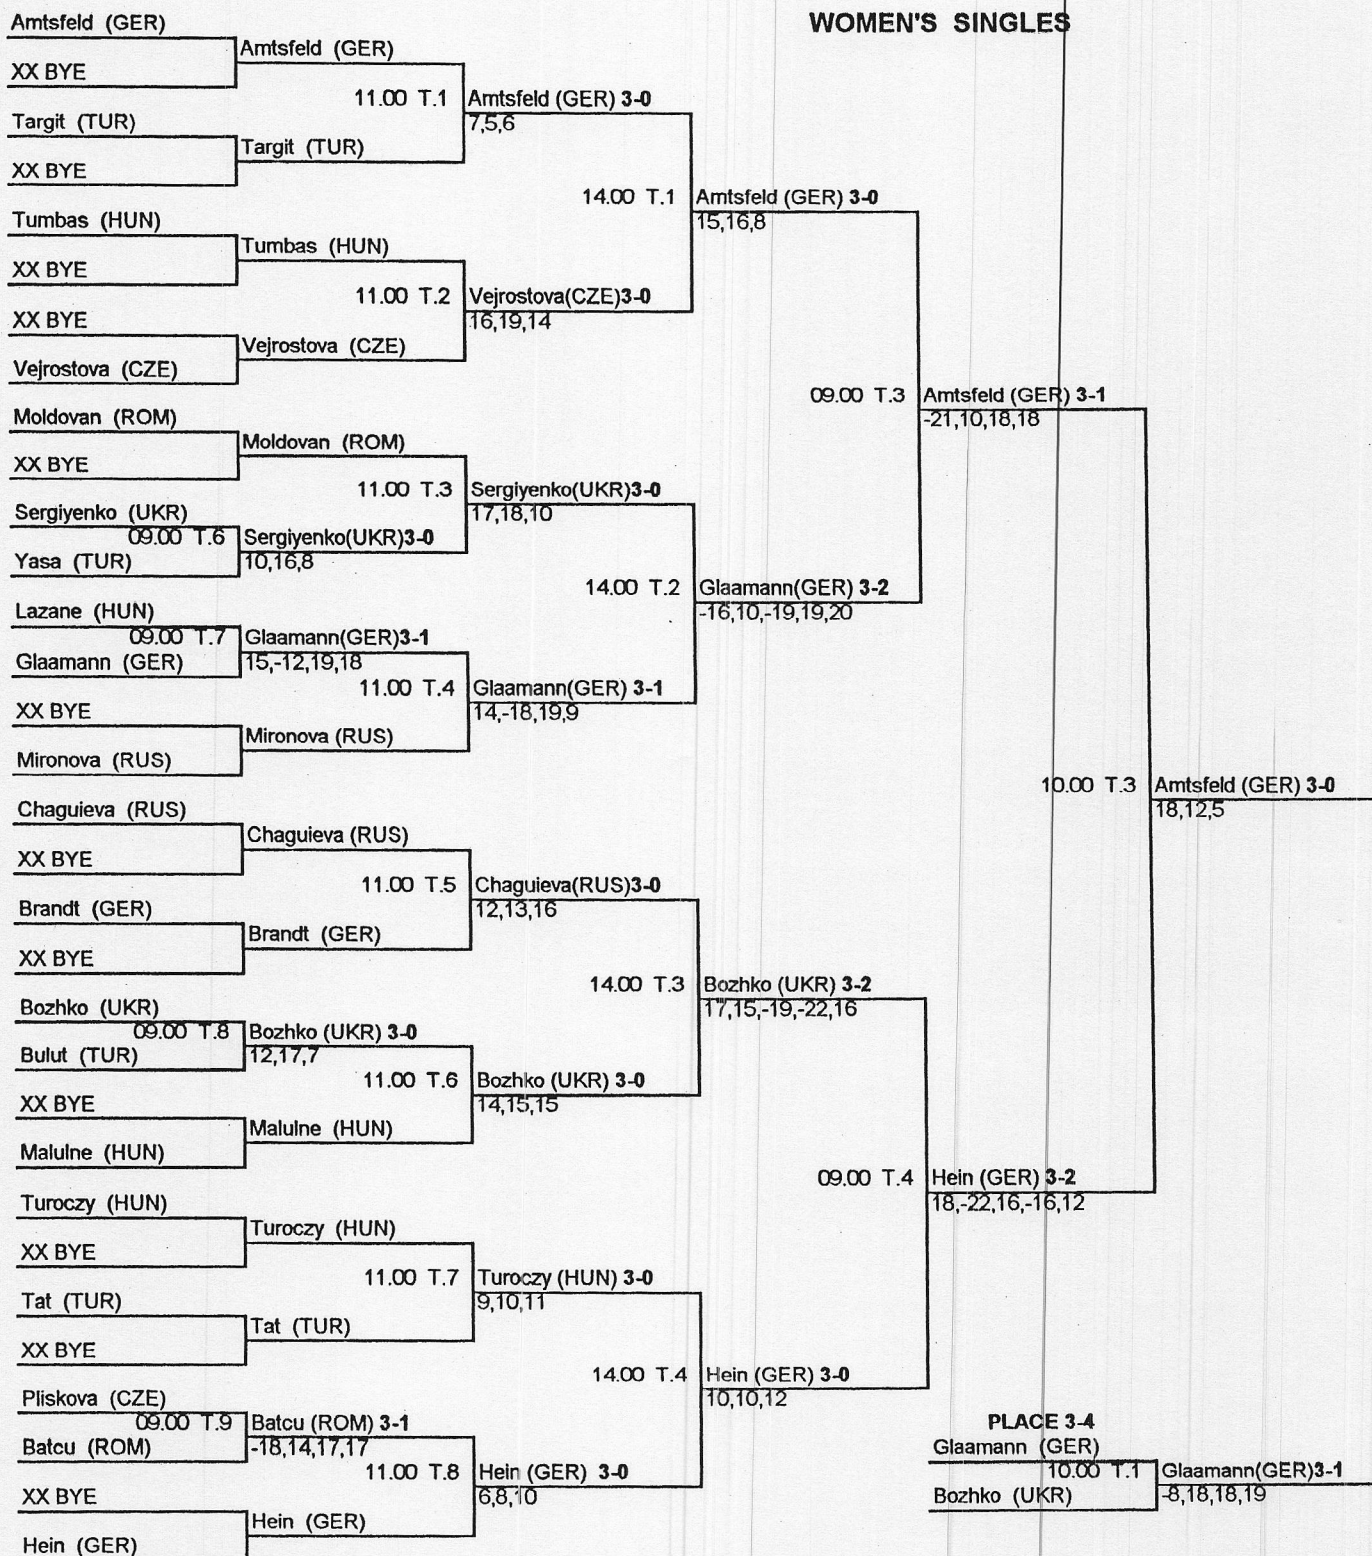 WOMEN'S SINGLES
Amtsfeld (GER)
XX BYE
Targit (TUR)
XX BYE
Tumbas (HUN)
XX BYE
XX BYE
Vejrostova (CZE)
Moldovan (ROM)
XX BYE
Sergiyenko (UKR)
09.00 T.6
Yasa (TUR)
Lazane (HUN)
09.00 T.7
Glaamann (GER)
XX BYE
Mironova (RUS)
Chaguieva (RUS)
XX BYE
Brandt (GER)
XX BYE
Bozhko (UKR)
09.00 T.8
Bulut (TUR)
XX BYE
Malulne (HUN)
Turoczy (HUN)
XX BYE
Tat (TUR)
XX BYE
Pliskova (CZE)
09.00 T.9
Batcu (ROM)
XX BYE
Hein (GER)
Amtsfeld (GER)
11.00 T.1
Targit (TUR)
Tumbas (HUN)
11.00 T.2
Vejrostova (CZE)
Moldovan (ROM)
11.00 T.3
Sergiyenko(UKR)3-0
10,16,8
Glaamann(GER)3-1
15,-12,19,18
11.00 T.4
Mironova (RUS)
Chaguieva (RUS)
11.00 T.5
Brandt (GER)
Bozhko (UKR) 3-0
12,17,7
11.00 T.6
Malulne (HUN)
Turoczy (HUN)
11.00 T.7
Tat (TUR)
Batcu (ROM) 3-1
-18,14,17,17
11.00 T.8
Hein (GER)
Amtsfeld (GER) 3-0
7,5,6
14.00 T.1
Vejrostova(CZE)3-0
16,19,14
Sergiyenko(UKR)3-0
17,18,10
14.00 T.2
Glaamann(GER) 3-1
14,-18,19,9
Chaguieva(RUS)3-0
12,13,16
14.00 T.3
Bozhko (UKR) 3-0
14,15,15
Turoczy (HUN) 3-0
9,10,11
14.00 T.4
Hein (GER) 3-0
6,8,10
Amtsfeld (GER) 3-0
15,16,8
09.00 T.3
Glaamann(GER) 3-2
-16,10,-19,19,20
Bozhko (UKR) 3-2
17,15,-19,-22,16
09.00 T.4
Hein (GER) 3-0
10,10,12
Amtsfeld (GER) 3-1
-21,10,18,18
10.00 T.3
Hein (GER) 3-2
18,-22,16,-16,12
Amtsfeld (GER) 3-0
18,12,5
PLACE 3-4
Glaamann (GER)
10.00 T.1
Bozhko (UKR)
Glaamann(GER)3-1
-8,18,18,19